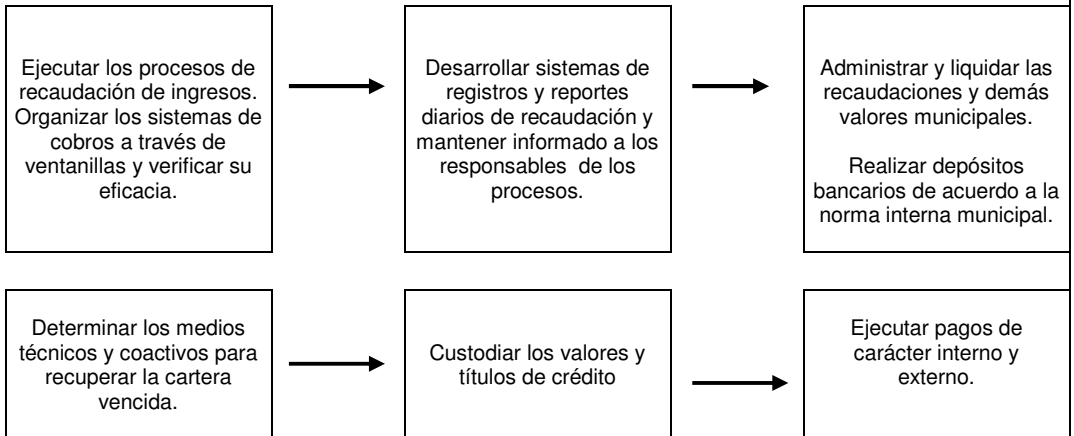 Ejecutar los procesos de
recaudación de ingresos.
Organizar los sistemas de
cobros a través de
ventanillas y verificar su
eficacia.
Desarrollar sistemas de
registros y reportes
diarios de recaudación y
mantener informado a los
responsables de los
procesos.
Administrar y liquidar las
recaudaciones y demás
valores municipales.
Realizar depósitos
bancarios de acuerdo a la
norma interna municipal.
Determinar los medios
técnicos y coactivos para
recuperar la cartera
vencida.
Custodiar los valores y
títulos de crédito
Ejecutar pagos de
carácter interno y
externo.